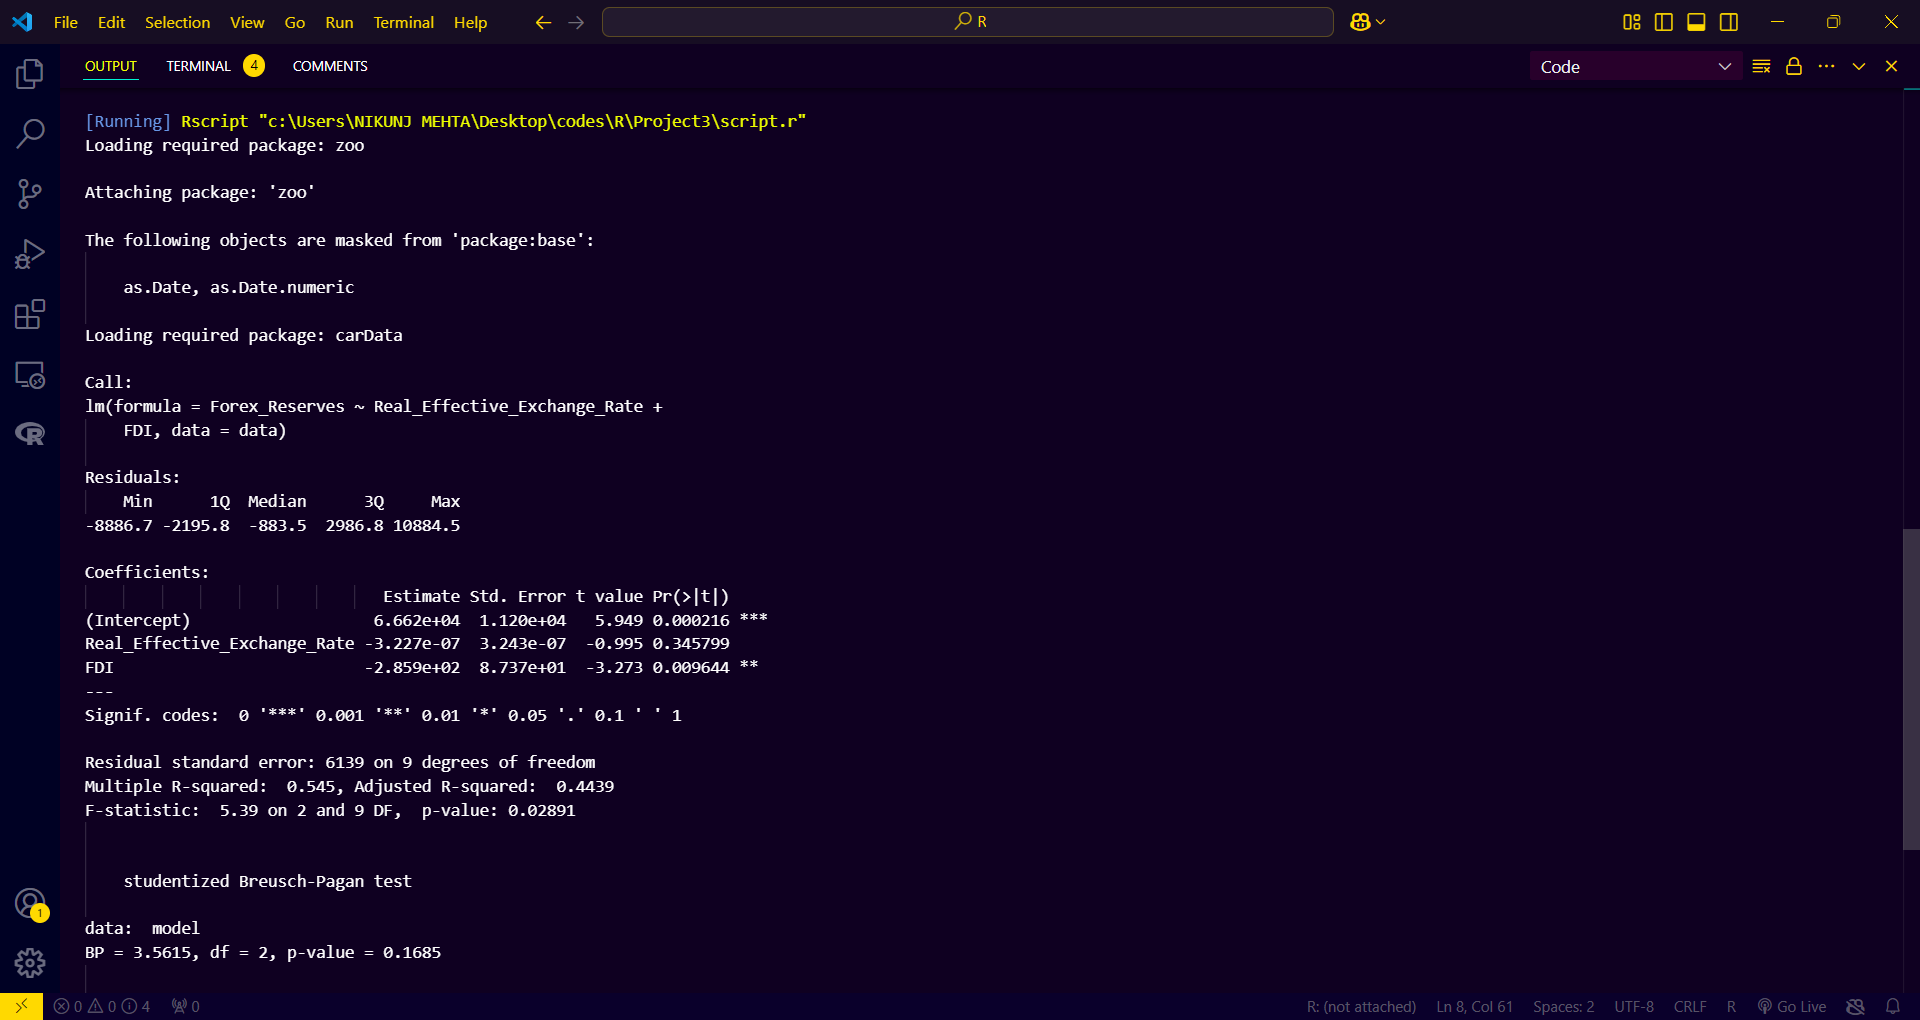 File Edit Selection View Go Run Terminal Help R
OUTPUT TERMINAL 4 COMMENTS Code
[Running] Rscript "c:\Users\NIKUNJ MEHTA\Desktop\codes\R\Project3\script.r"
Loading required package: zoo
Attaching package: 'zoo'
The following objects are masked from 'package:base':
as.Date, as.Date.numeric
Loading required package: carData
Call:
lm(formula = Forex_Reserves ~ Real_Effective_Exchange_Rate +
FDI, data = data)
Residuals:
Min 1Q Median 3Q Max
-8886.7 -2195.8 -883.5 2986.8 10884.5
Coefficients:
Estimate Std. Error t value Pr(>|t|)
(Intercept) 6.662e+04 1.120e+04 5.949 0.000216 ***
Real_Effective_Exchange_Rate -3.227e-07 3.243e-07 -0.995 0.345799
FDI -2.859e+02 8.737e+01 -3.273 0.009644 **
---
Signif. codes: 0 '***' 0.001 '**' 0.01 '*' 0.05 '.' 0.1 ' ' 1
Residual standard error: 6139 on 9 degrees of freedom
Multiple R-squared: 0.545, Adjusted R-squared: 0.4439
F-statistic: 5.39 on 2 and 9 DF, p-value: 0.02891
studentized Breusch-Pagan test
data: model
BP = 3.5615, df = 2, p-value = 0.1685
1
0 0 4 0 R: (not attached) Ln 8, Col 61 Spaces: 2 UTF-8 CRLF R Go Live